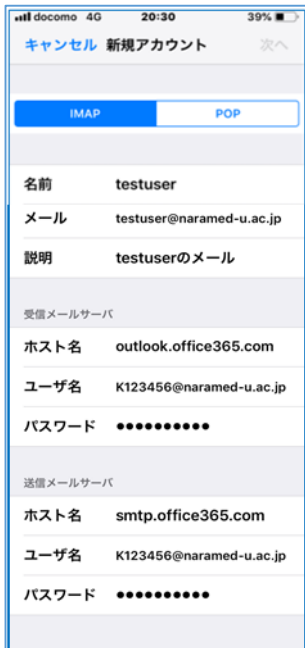 docomo 4G 20:30 39%
キャンセル 新規アカウント 次へ
IMAP POP
名前 testuser
メール testuser@naramed-u.ac.jp
説明 testuserのメール
受信メールサーバ
ホスト名 outlook.office365.com
ユーザ名 K123456@naramed-u.ac.jp
パスワード ●●●●●●●●●●
送信メールサーバ
ホスト名 smtp.office365.com
ユーザ名 K123456@naramed-u.ac.jp
パスワード ●●●●●●●●●●